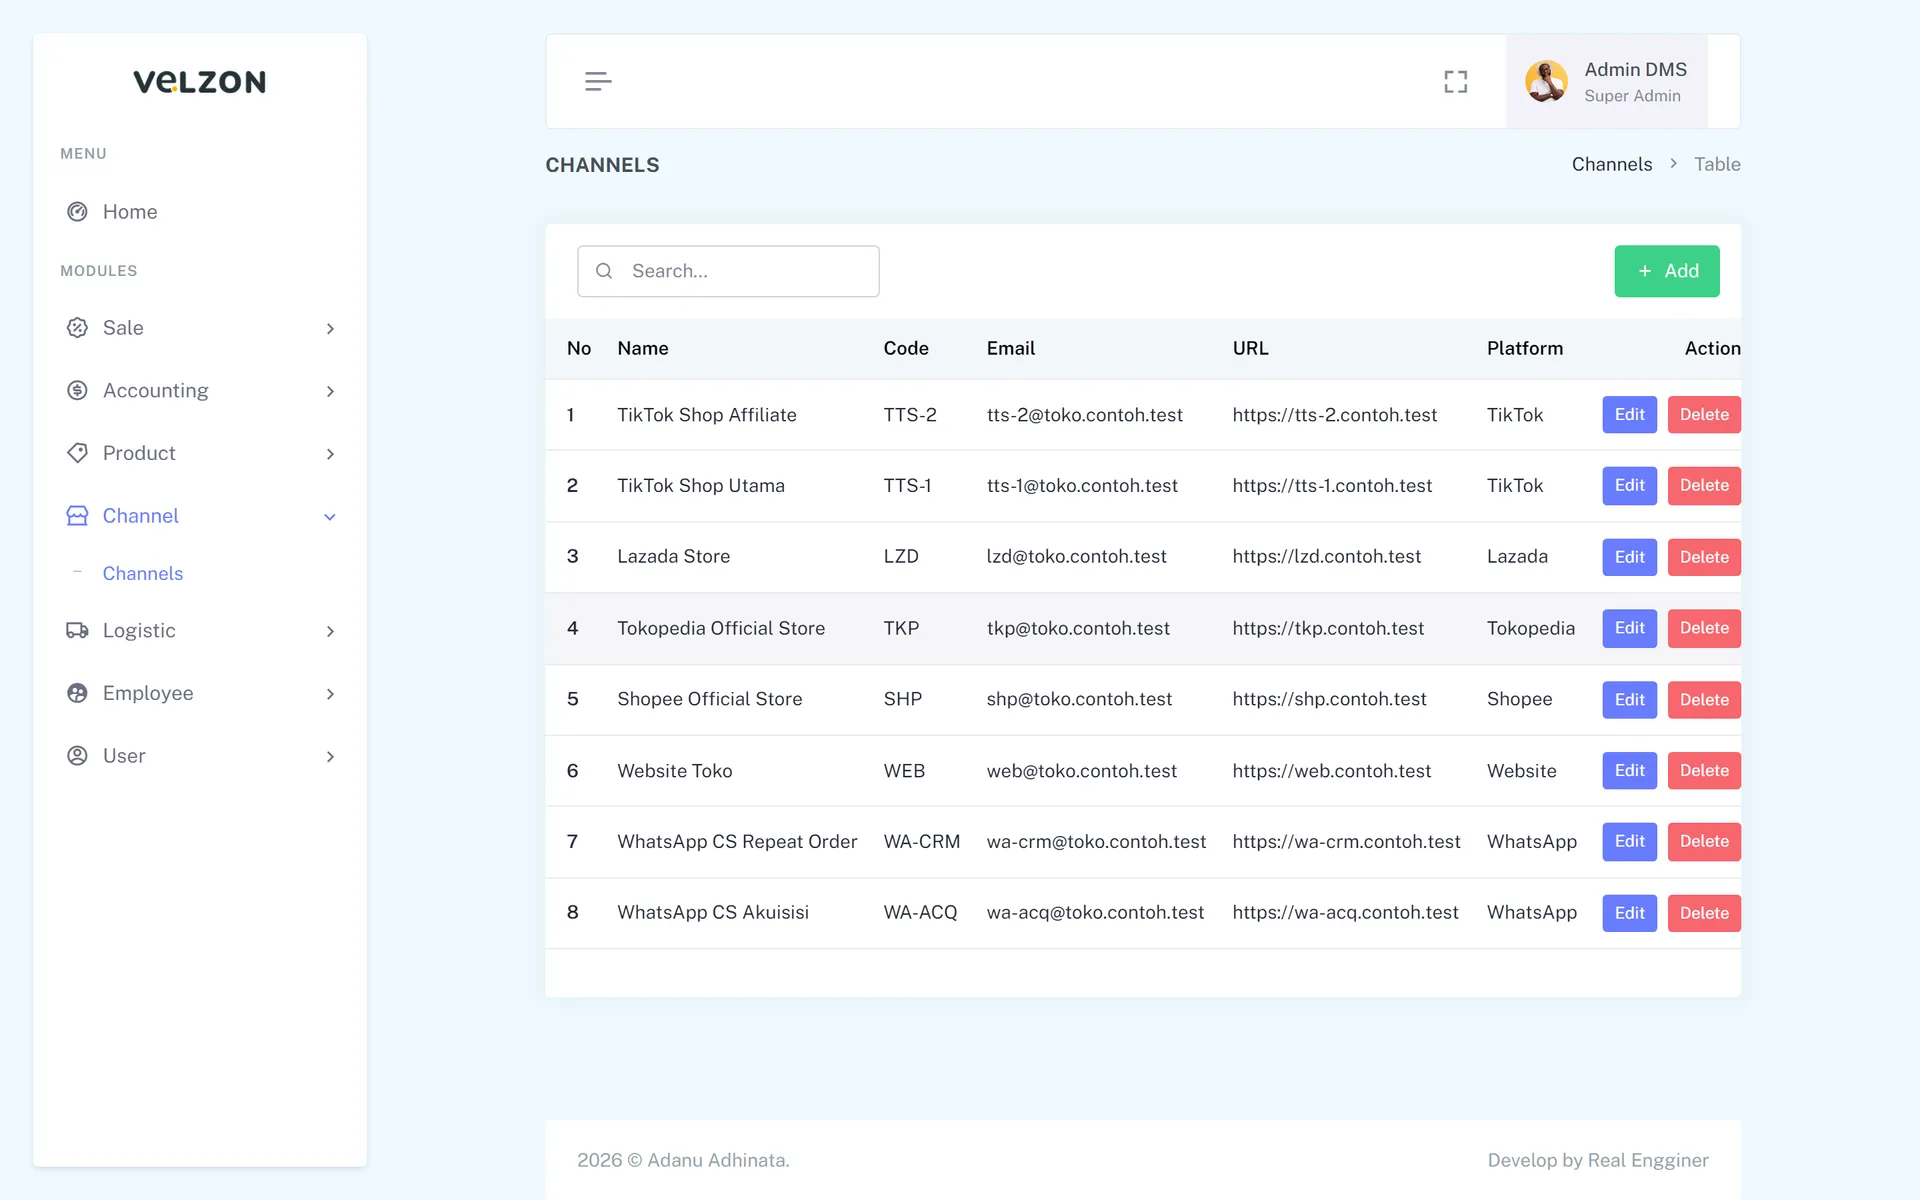 VELZON
MENU
Home
MODULES
Sale
Accounting
Product
Channel
Channels
Logistic
Employee
User
Admin DMS
Super Admin
CHANNELS
Channels > Table
Search...
+ Add
No Name Code Email URL Platform Action
1 TikTok Shop Affiliate TTS-2 tts-2@toko.contoh.test https://tts-2.contoh.test TikTok Edit Delete
2 TikTok Shop Utama TTS-1 tts-1@toko.contoh.test https://tts-1.contoh.test TikTok Edit Delete
3 Lazada Store LZD lzd@toko.contoh.test https://lzd.contoh.test Lazada Edit Delete
4 Tokopedia Official Store TKP tkp@toko.contoh.test https://tkp.contoh.test Tokopedia Edit Delete
5 Shopee Official Store SHP shp@toko.contoh.test https://shp.contoh.test Shopee Edit Delete
6 Website Toko WEB web@toko.contoh.test https://web.contoh.test Website Edit Delete
7 WhatsApp CS Repeat Order WA-CRM wa-crm@toko.contoh.test https://wa-crm.contoh.test WhatsApp Edit Delete
8 WhatsApp CS Akuisisi WA-ACQ wa-acq@toko.contoh.test https://wa-acq.contoh.test WhatsApp Edit Delete
2026 © Adanu Adhinata.
Develop by Real Engginer